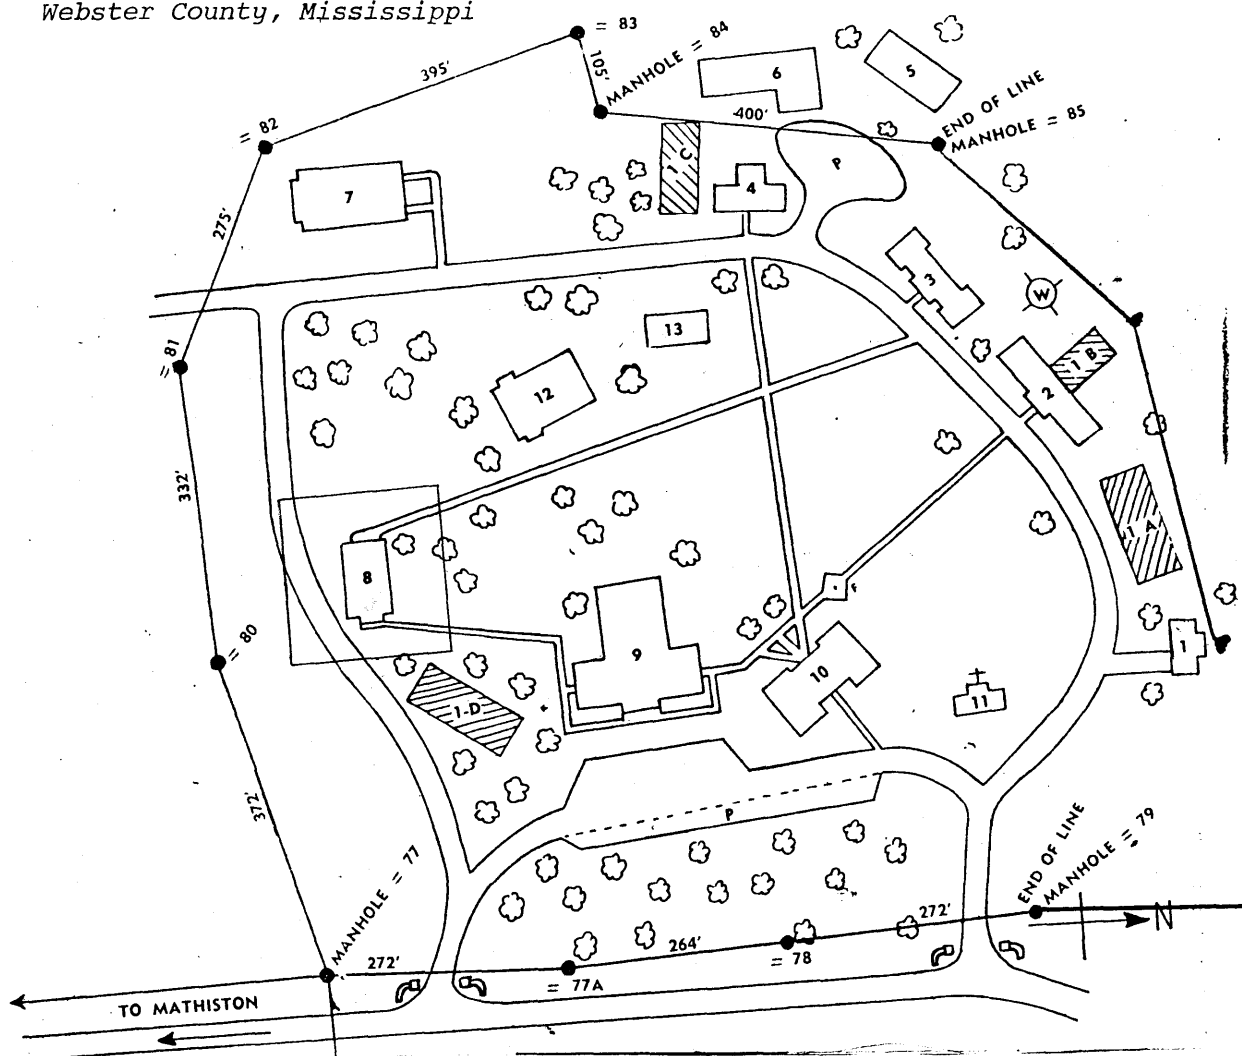 Webster County, Mississippi
= 83
395'
105'
MANHOLE = 84
6
5
400'
END OF LINE
MANHOLE = 85
= 82
7
1 C
4
P
275'
3
W
13
= 81
12
2
1 B
332'
1 A
8
F
9
10
1
= 80
11
1-D
372'
P
MANHOLE = 77
END OF LINE
MANHOLE = 79
272'
N
264'
= 78
272'
= 77A
TO MATHISTON